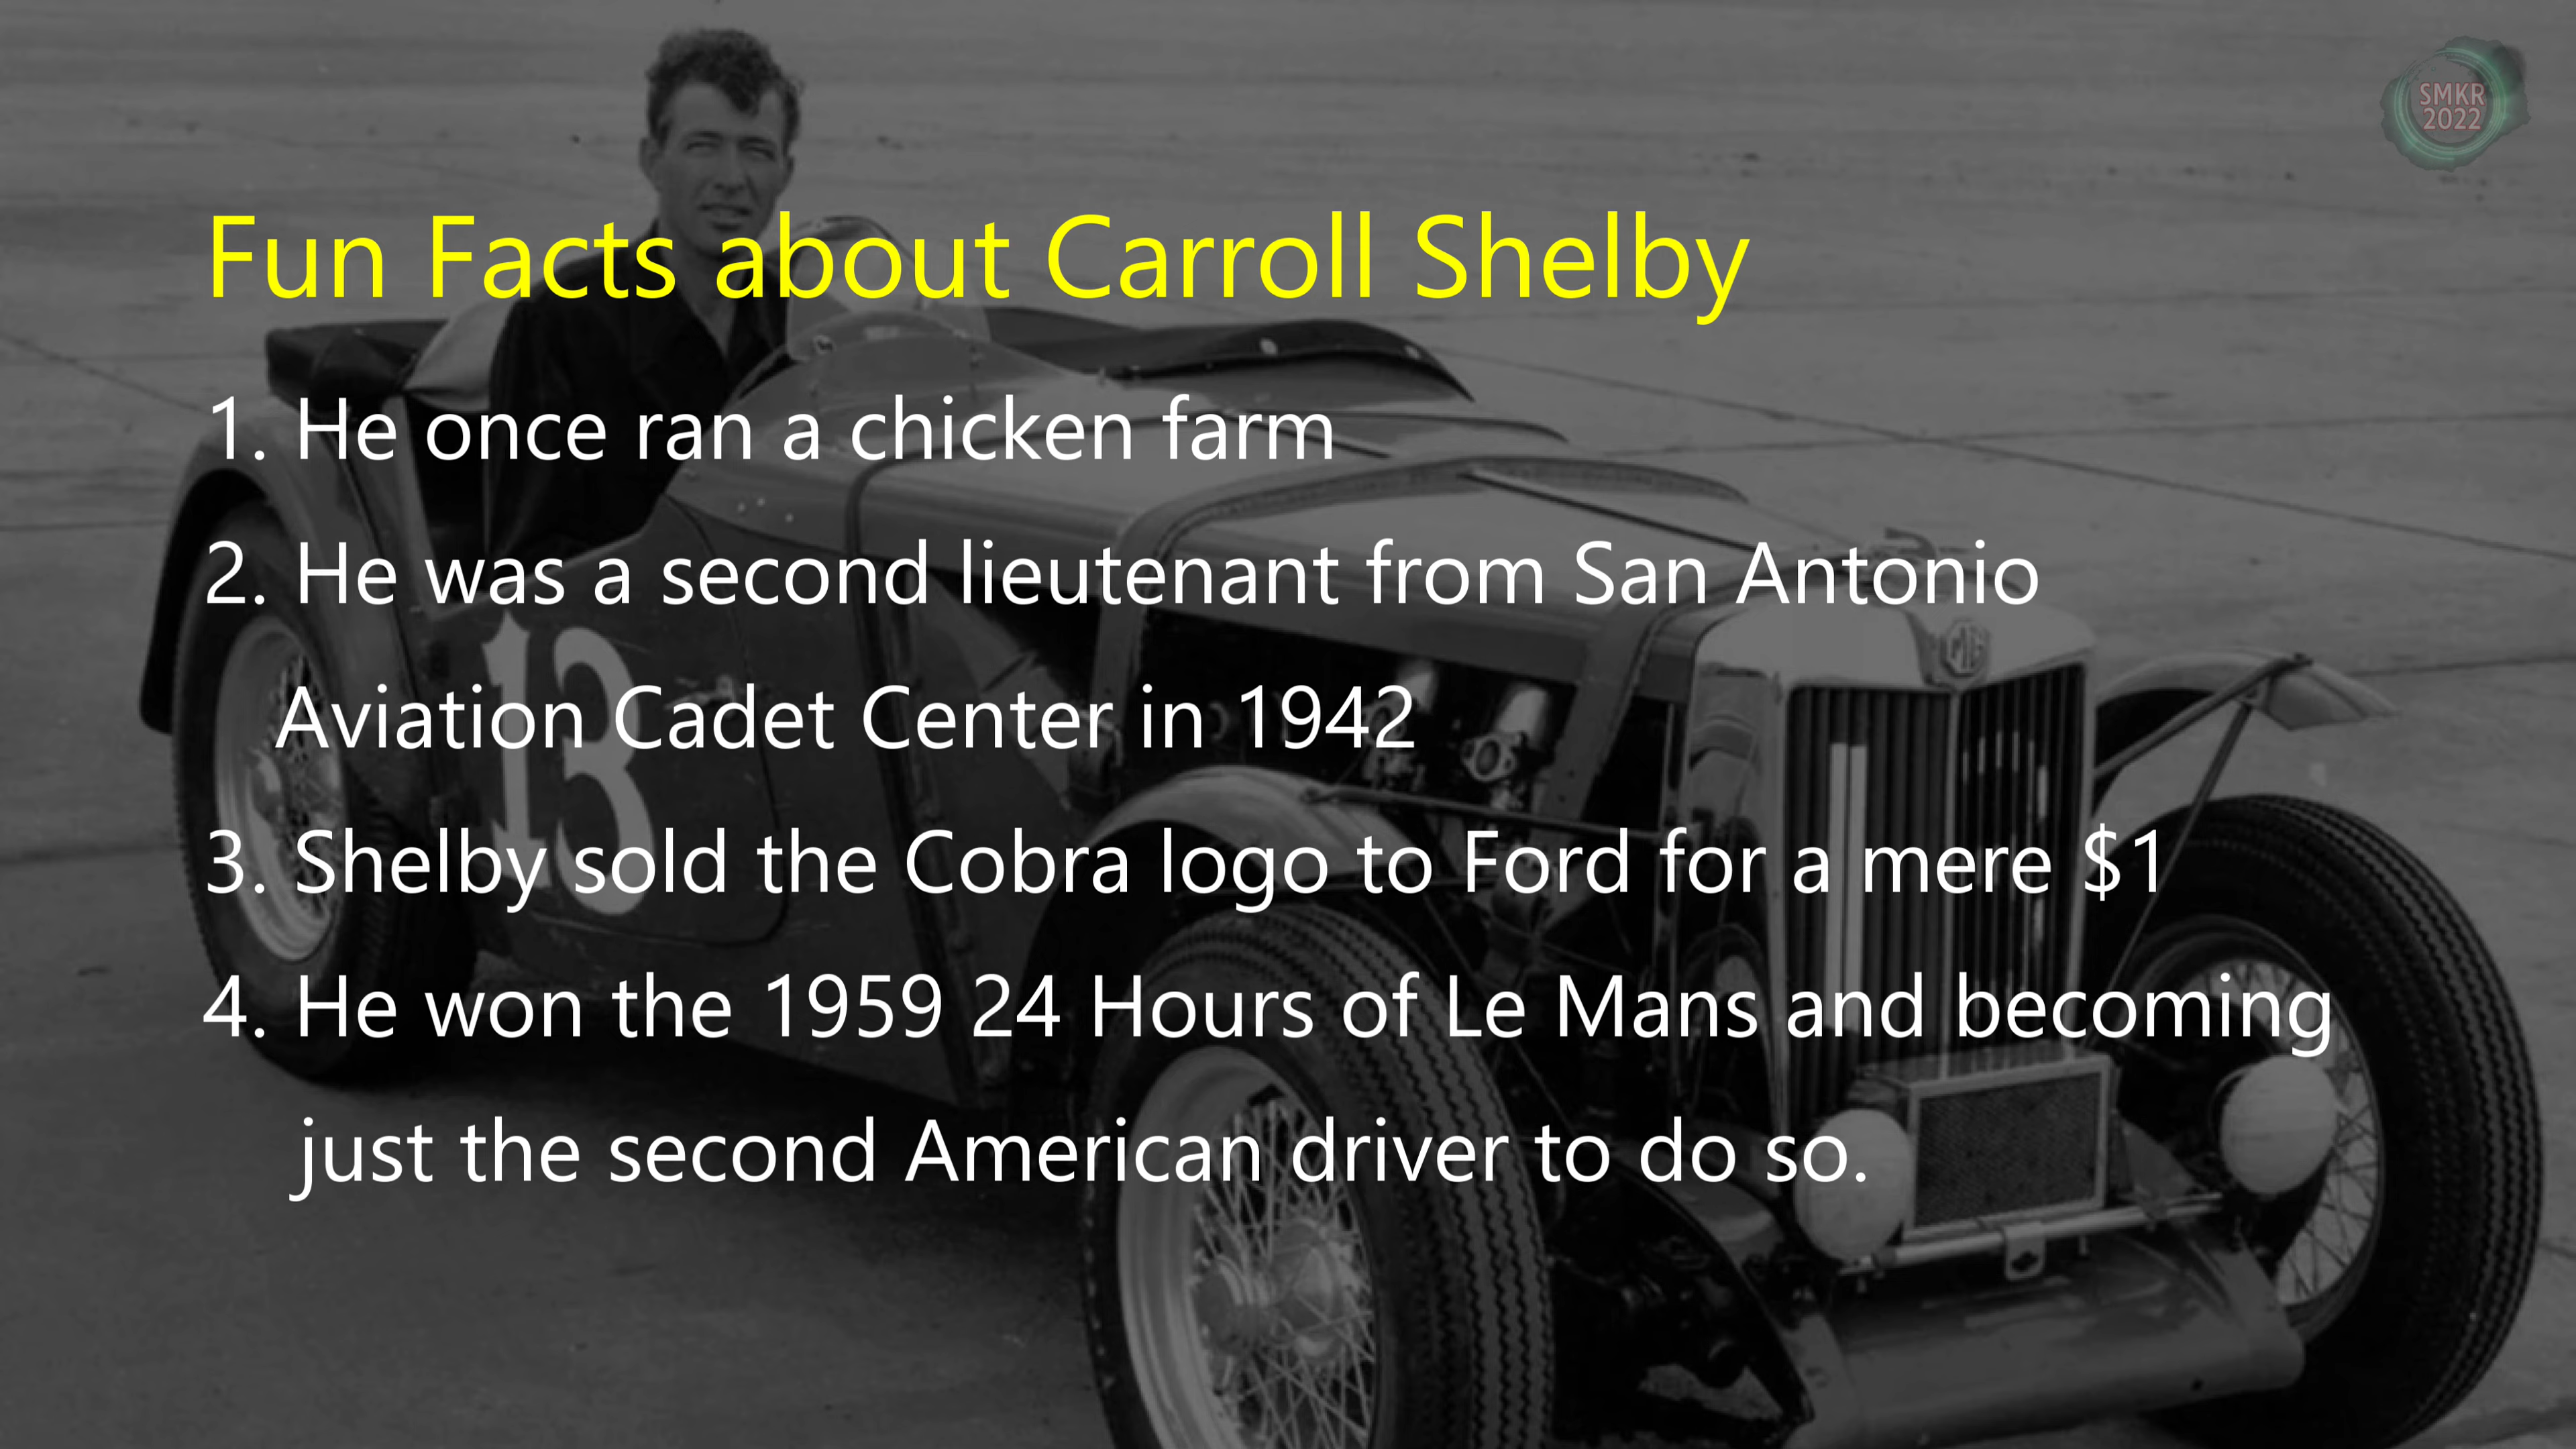 SMKR
2022
Fun Facts about Carroll Shelby
1. He once ran a chicken farm
2. He was a second lieutenant from San Antonio
Aviation Cadet Center in 1942
3. Shelby sold the Cobra logo to Ford for a mere $1
4. He won the 1959 24 Hours of Le Mans and becoming
just the second American driver to do so.
13
MG